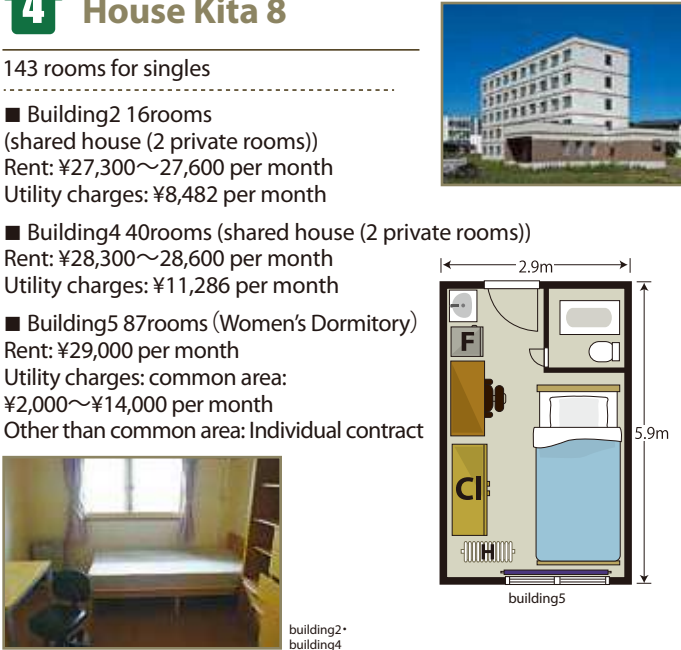 4 House Kita 8
143 rooms for singles
■ Building2 16rooms
(shared house (2 private rooms))
Rent: ¥27,300～27,600 per month
Utility charges: ¥8,482 per month
■ Building4 40rooms (shared house (2 private rooms))
Rent: ¥28,300～28,600 per month
Utility charges: ¥11,286 per month
■ Building5 87rooms（Women's Dormitory）
Rent: ¥29,000 per month
Utility charges: common area:
¥2,000～¥14,000 per month
Other than common area: Individual contract
2.9m
F
5.9m
Cl
H
building5
building2・
building4